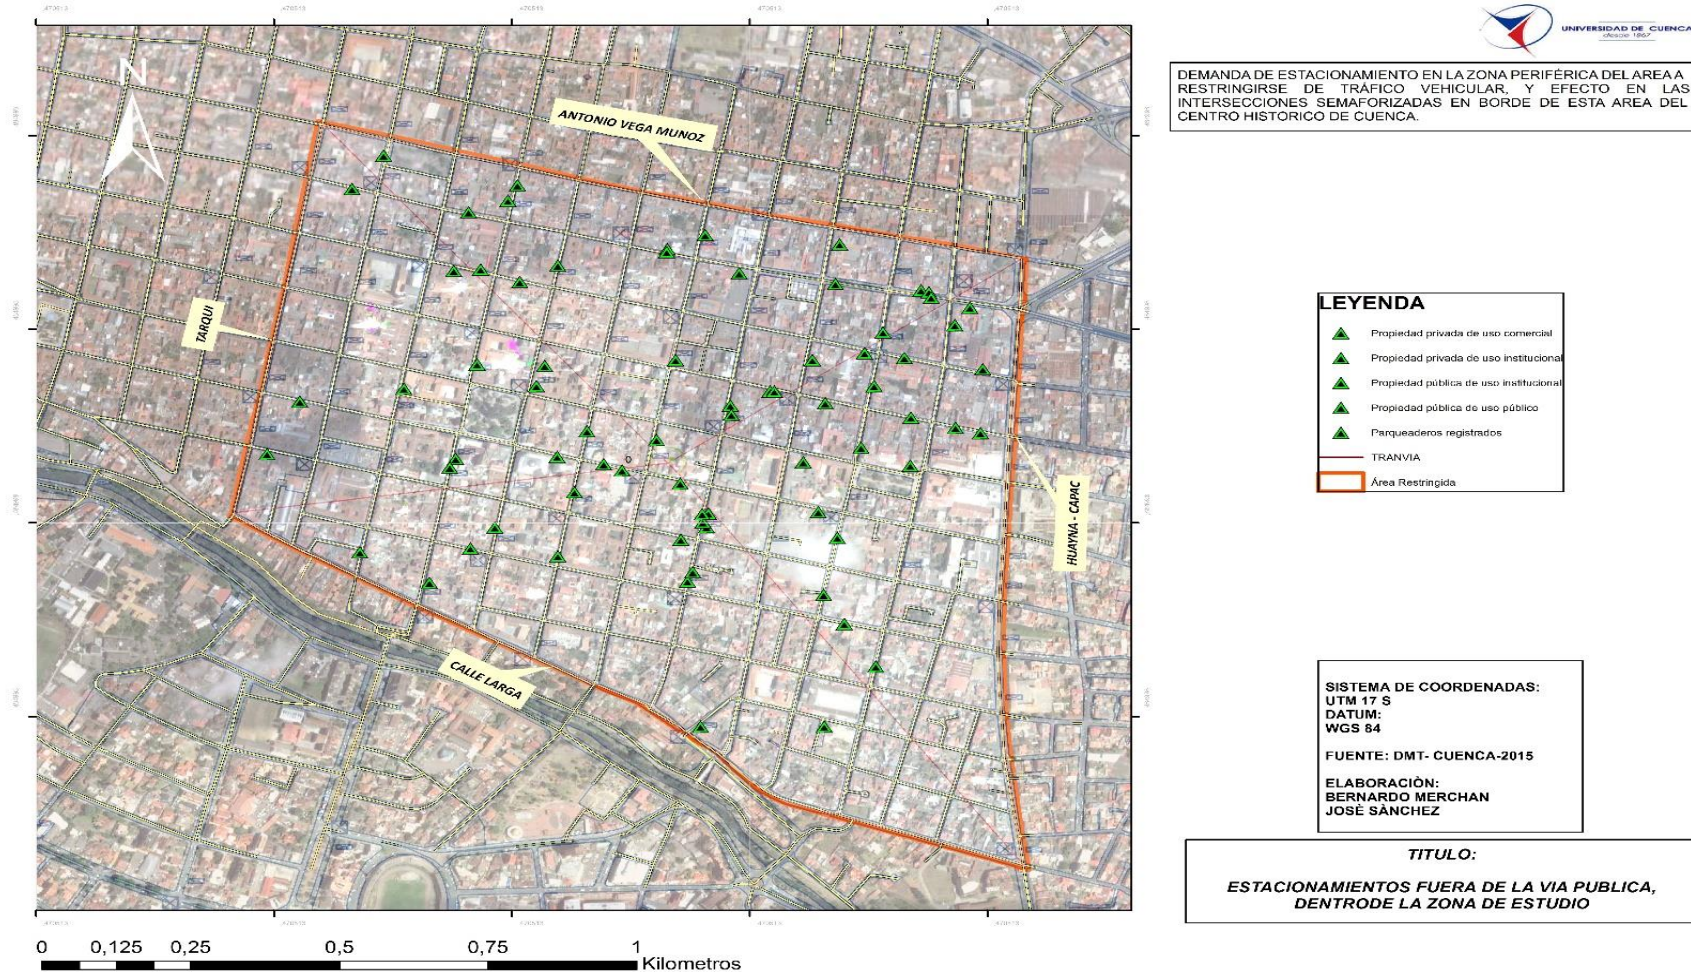 UNIVERSIDAD DE CUENCA
desde 1867
DEMANDA DE ESTACIONAMIENTO EN LA ZONA PERIFÉRICA DEL AREA A
RESTRINGIRSE DE TRÁFICO VEHICULAR, Y EFECTO EN LAS
INTERSECCIONES SEMAFORIZADAS EN BORDE DE ESTA AREA DEL
CENTRO HISTORICO DE CUENCA.
N
ANTONIO VEGA MUNOZ
TARQUI
HUAYNA - CAPAC
CALLE LARGA
LEYENDA
Propiedad privada de uso comercial
Propiedad privada de uso institucional
Propiedad pública de uso institucional
Propiedad pública de uso público
Parqueaderos registrados
TRANVIA
Área Restringida
SISTEMA DE COORDENADAS:
UTM 17 S
DATUM:
WGS 84
FUENTE: DMT- CUENCA-2015
ELABORACIÒN:
BERNARDO MERCHAN
JOSÈ SÀNCHEZ
TITULO:
ESTACIONAMIENTOS FUERA DE LA VIA PUBLICA,
DENTRODE LA ZONA DE ESTUDIO
0 0,125 0,25 0,5 0,75 1
Kilometros